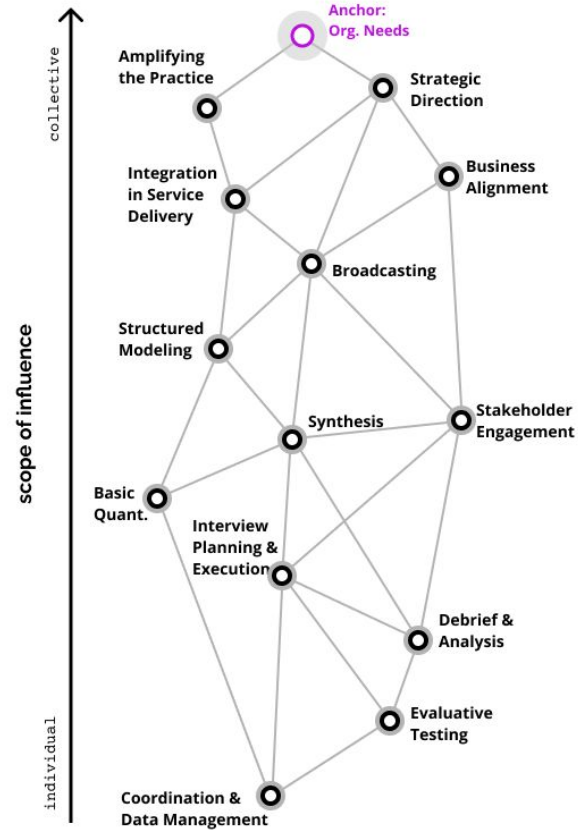 Anchor:
Org. Needs
Amplifying
the Practice
Strategic
Direction
collective
Integration
in Service
Delivery
Business
Alignment
Broadcasting
Structured
Modeling
scope of influence
Synthesis
Stakeholder
Engagement
Basic
Quant.
Interview
Planning &
Execution
Debrief &
Analysis
Evaluative
Testing
individual
Coordination &
Data Management